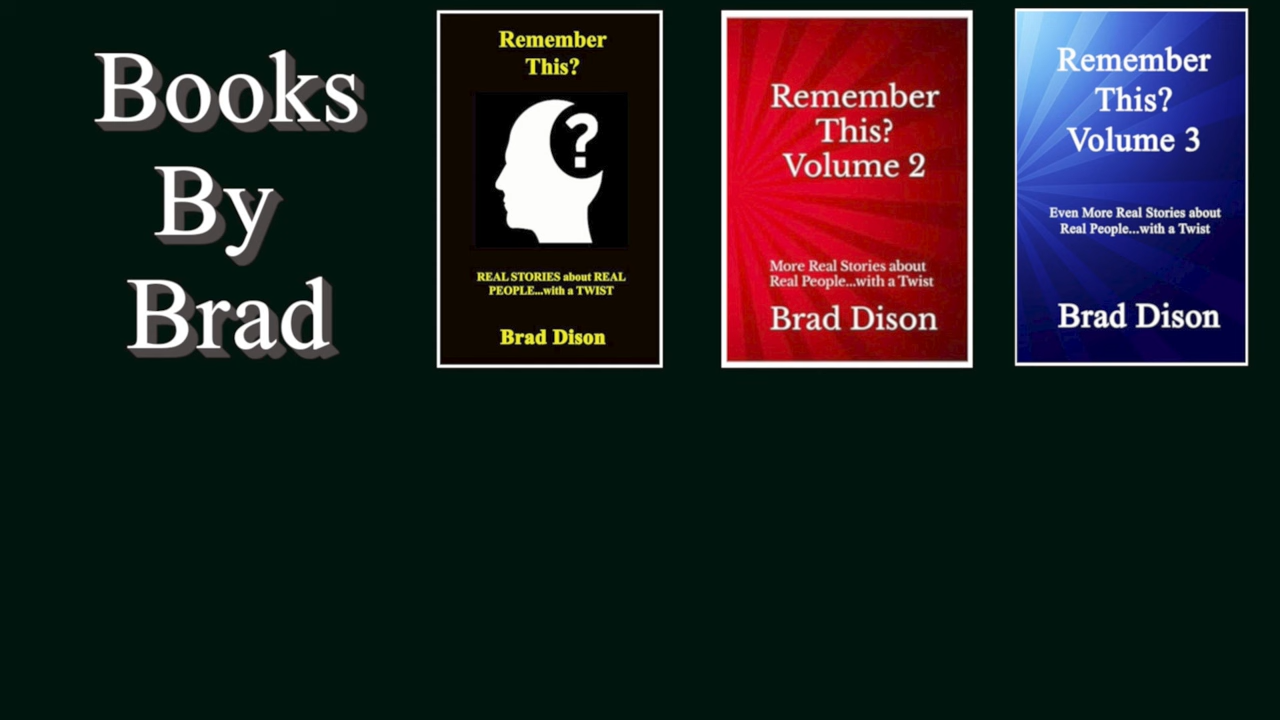 Books
By
Brad
Remember
This?
?
REAL STORIES about REAL
PEOPLE...with a TWIST
Brad Dison
Remember
This?
Volume 2
More Real Stories about
Real People...with a Twist
Brad Dison
Remember
This?
Volume 3
Even More Real Stories about
Real People...with a Twist
Brad Dison